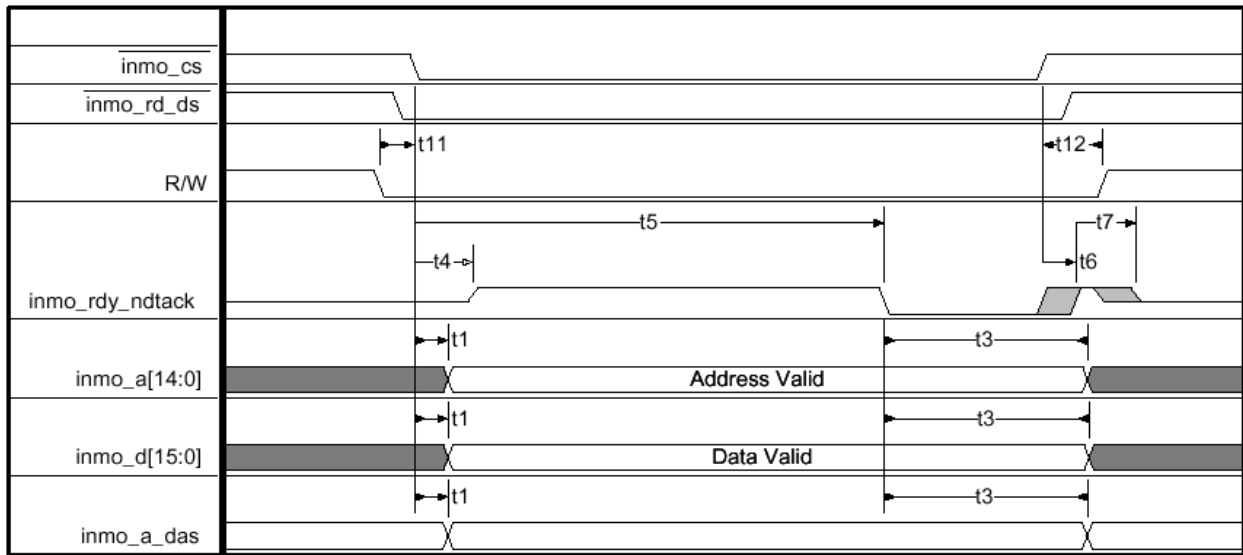 inmo_cs
inmo_rd_ds
t11
t12
R/W
t5
t7
t4
t6
inmo_rdy_ndtack
t1
t3
inmo_a[14:0]
Address Valid
t1
t3
inmo_d[15:0]
Data Valid
t1
t3
inmo_a_das